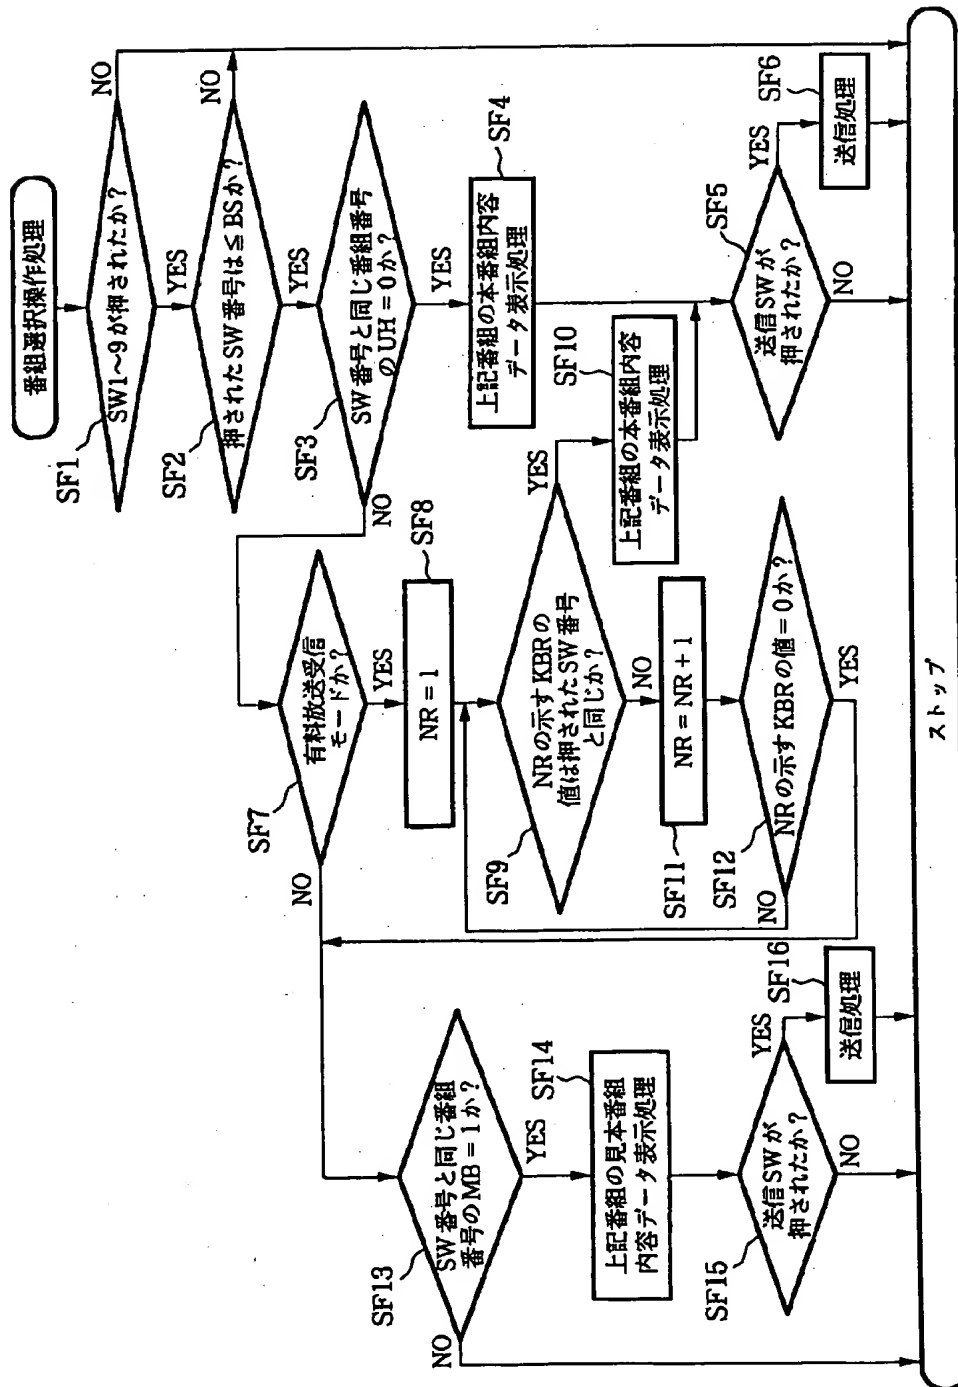 番組選択操作処理
SF1
SW1~9が押されたか?
NO
YES
SF2
押されたSW番号は≦BSか?
NO
YES
SF3
SW番号と同じ番組番号
のUH=0か?
NO
YES
SF4
上記番組の本番組内容
データ表示処理
SF5
送信SWが
押されたか?
YES
NO
SF6
送信処理
SF7
有料放送受信
モードか?
NO
YES
SF8
NR=1
SF9
NRの示すKBRの
値は押されたSW番号
と同じか?
YES
NO
SF10
上記番組の本番組内容
データ表示処理
SF11
NR=NR+1
SF12
NRの示すKBRの値=0か?
NO
YES
SF13
SW番号と同じ番組
番号のMB=1か?
NO
YES
SF14
上記番組の見本番組
内容データ表示処理
SF15
送信SWが
押されたか?
YES
NO
SF16
送信処理
ストップ